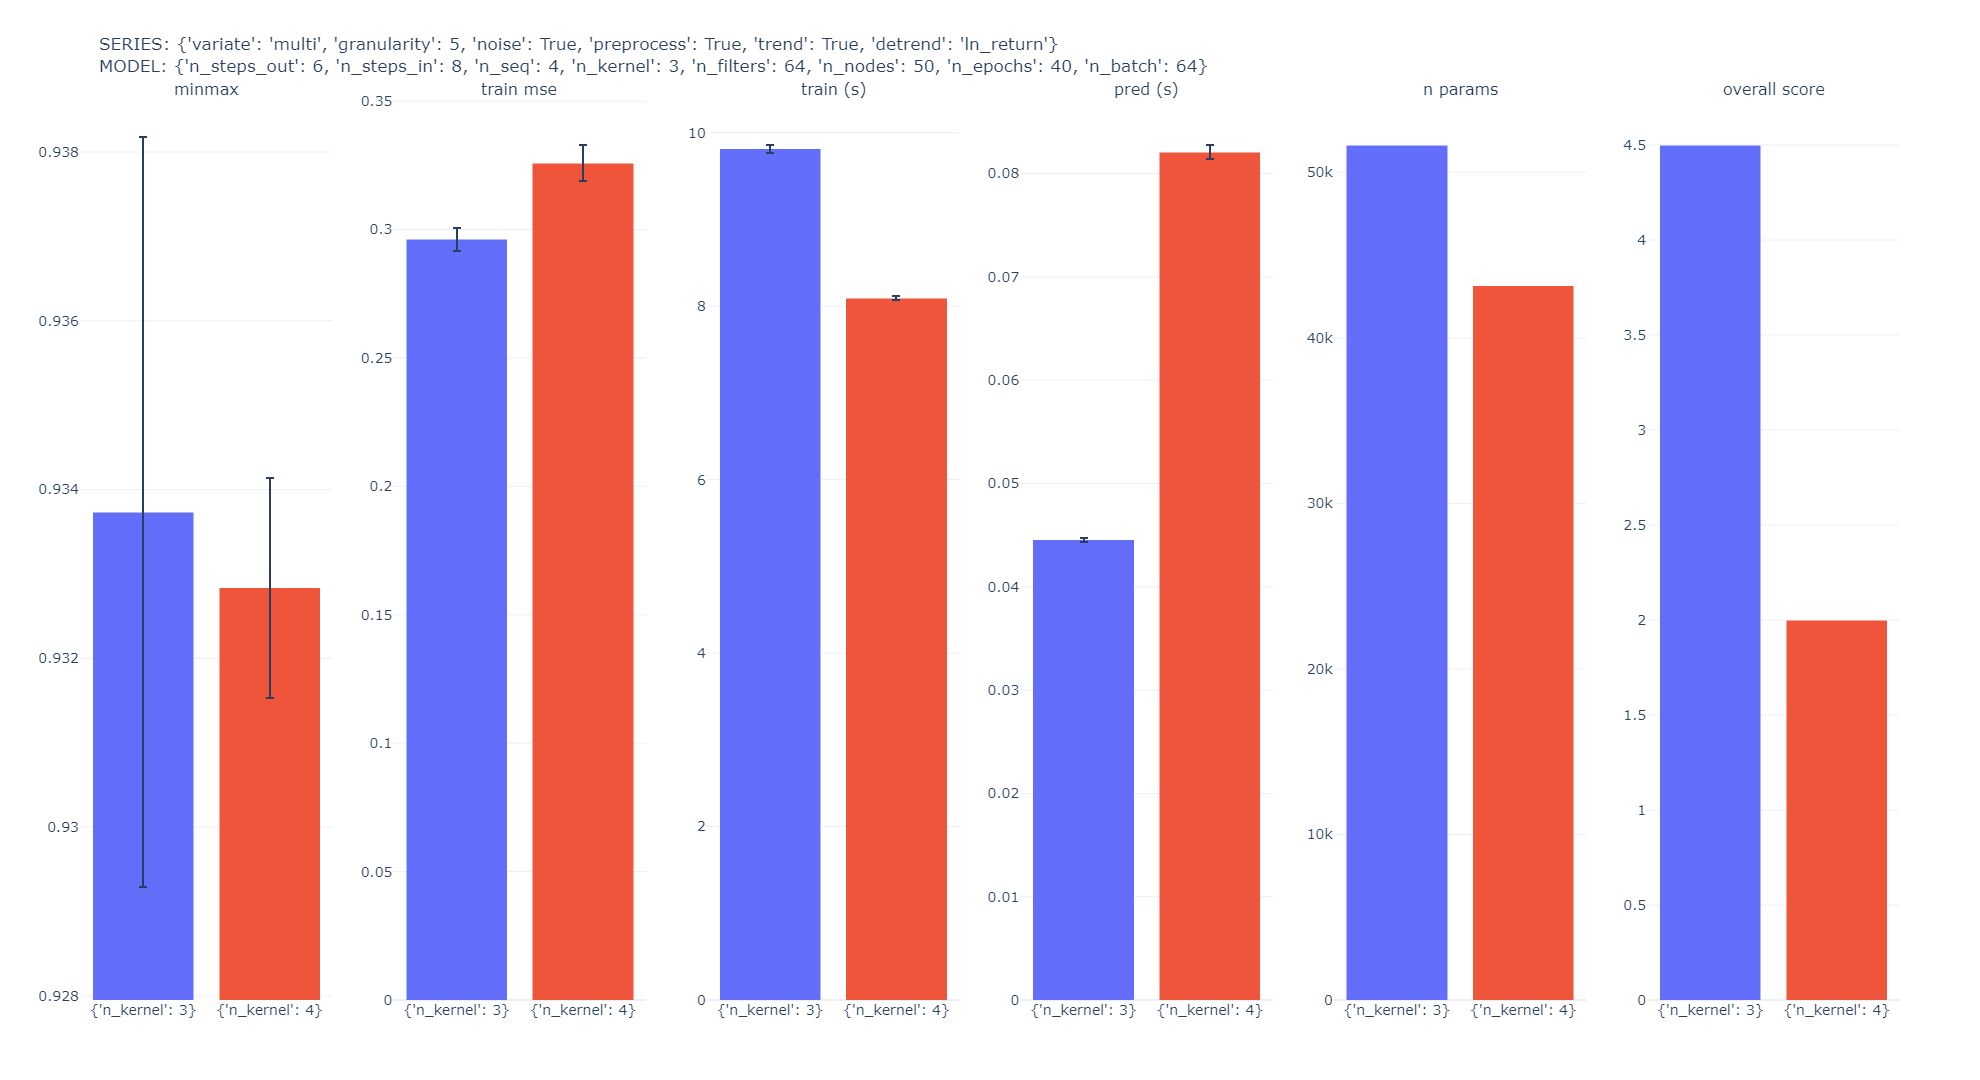 SERIES: {'variate': 'multi', 'granularity': 5, 'noise': True, 'preprocess': True, 'trend': True, 'detrend': 'ln_return'}
MODEL: {'n_steps_out': 6, 'n_steps_in': 8, 'n_seq': 4, 'n_kernel': 3, 'n_filters': 64, 'n_nodes': 50, 'n_epochs': 40, 'n_batch': 64}
minmax
0.938
0.936
0.934
0.932
0.93
0.928
{'n_kernel': 3} {'n_kernel': 4}
train mse
0.35
0.3
0.25
0.2
0.15
0.1
0.05
0
{'n_kernel': 3} {'n_kernel': 4}
train (s)
10
8
6
4
2
0
{'n_kernel': 3} {'n_kernel': 4}
pred (s)
0.08
0.07
0.06
0.05
0.04
0.03
0.02
0.01
0
{'n_kernel': 3} {'n_kernel': 4}
n params
50k
40k
30k
20k
10k
0
{'n_kernel': 3} {'n_kernel': 4}
overall score
4.5
4
3.5
3
2.5
2
1.5
1
0.5
0
{'n_kernel': 3} {'n_kernel': 4}